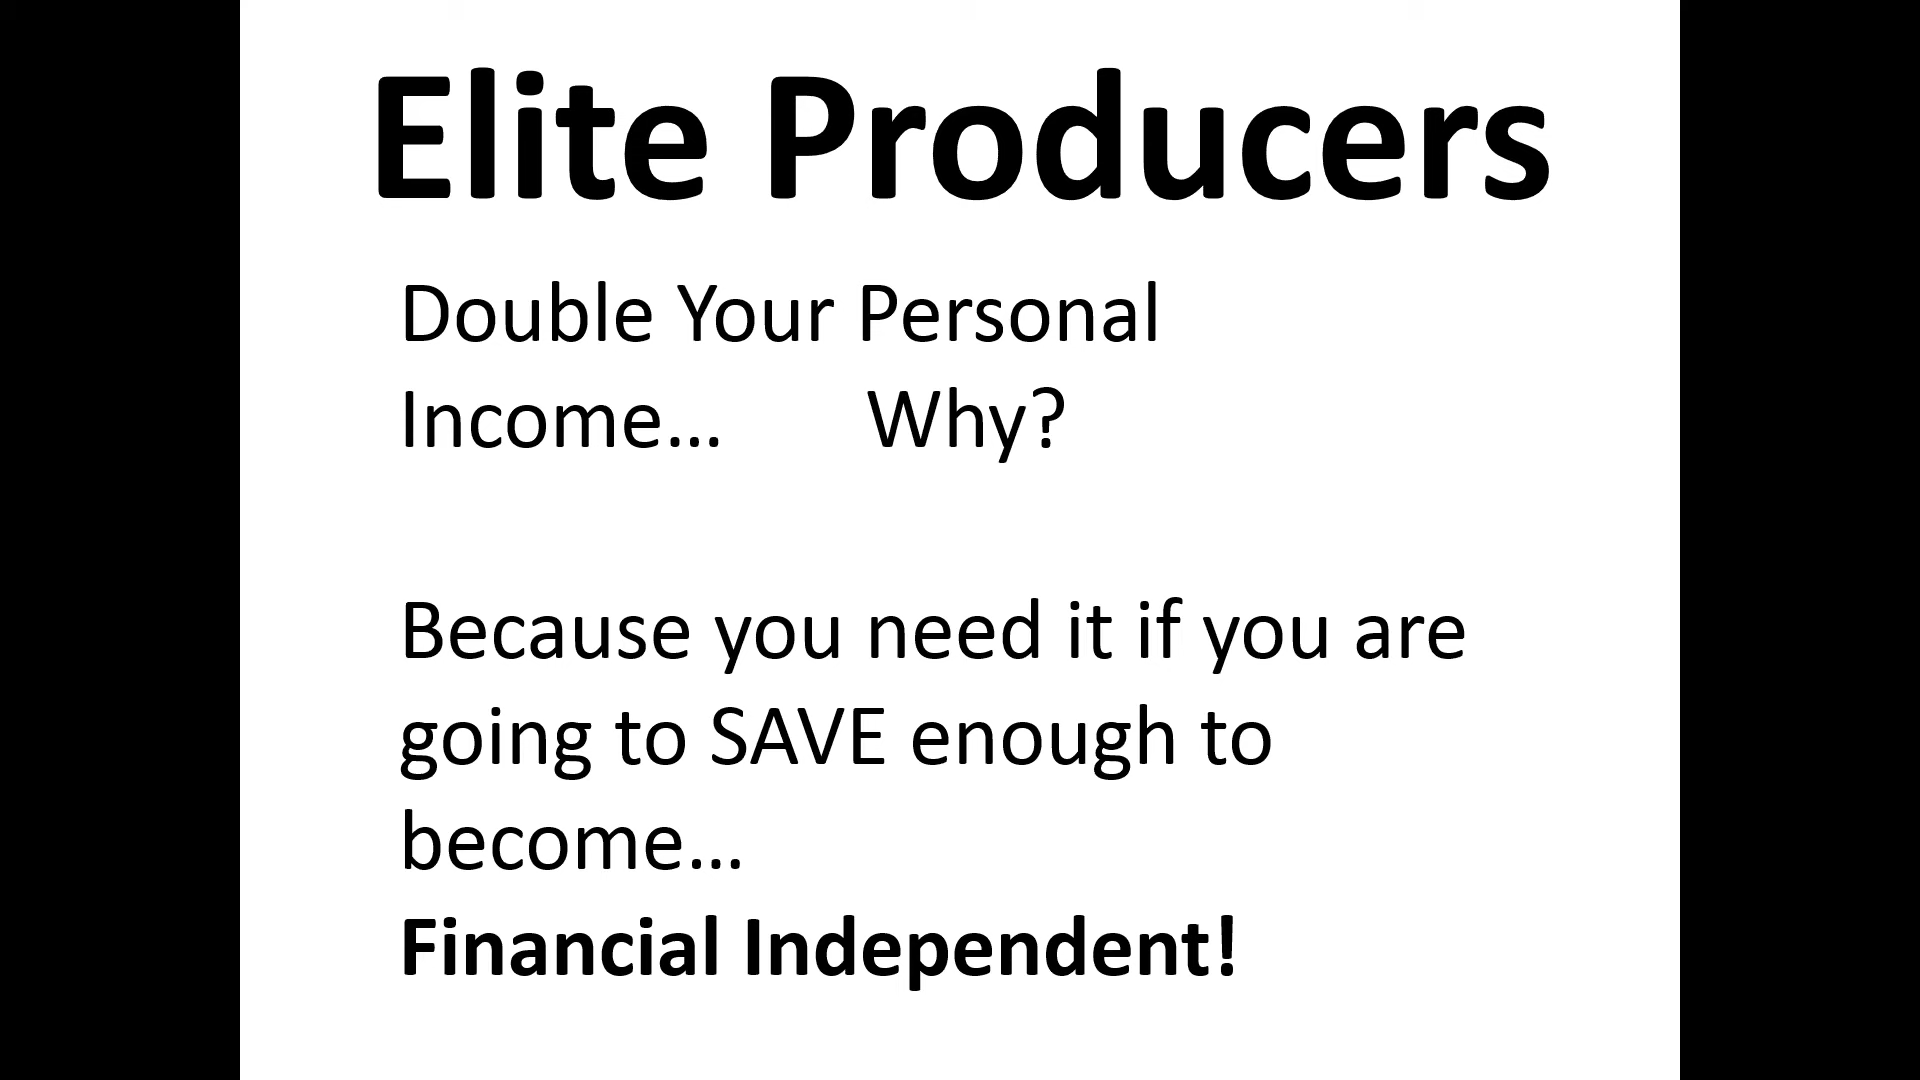 Elite Producers
Double Your Personal
Income... Why?
Because you need it if you are
going to SAVE enough to
become...
Financial Independent!